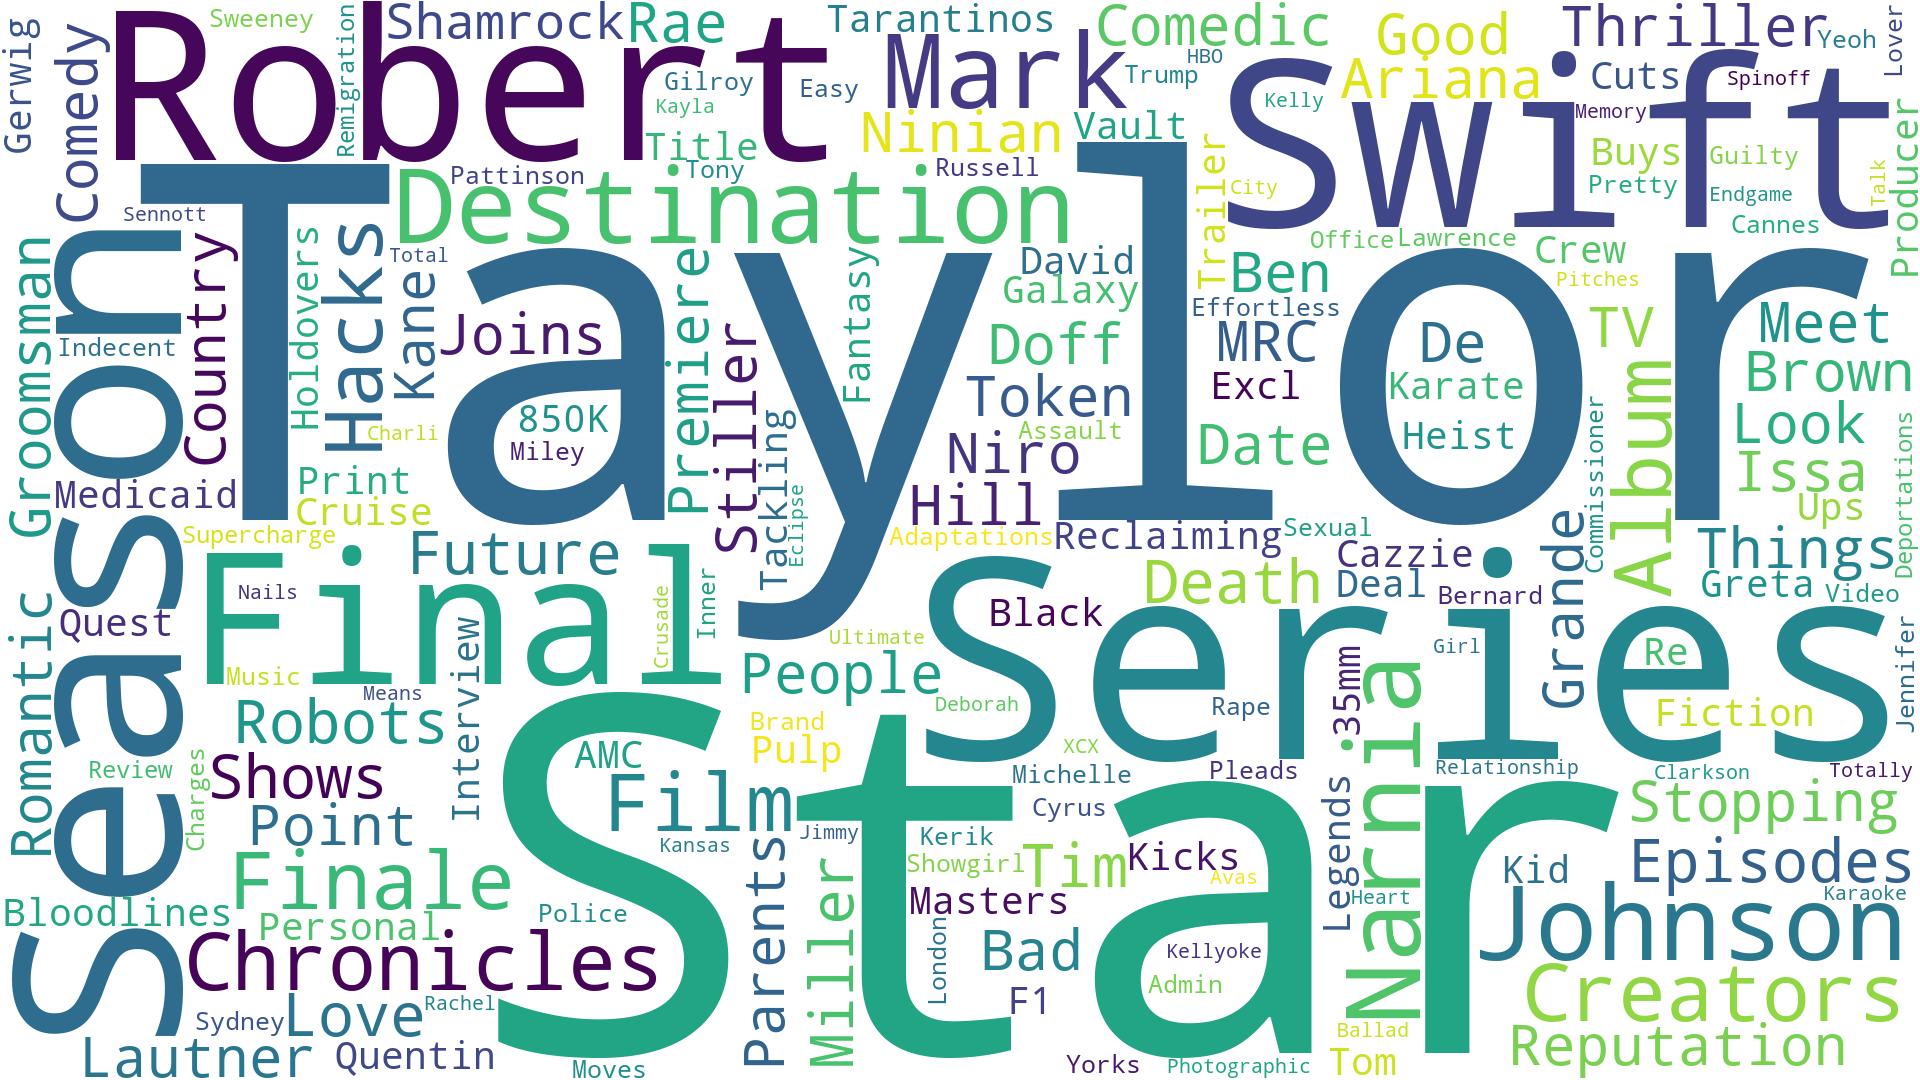 Gerwig
Comedy
Sweeney
Robert
Remigration
Shamrock
Rae
Gilroy
Kayla
Title
Easy
Tarantinos
Mark
Ninian
Comedic
HBO
Trump
Vault
Good
Ariana
Swift
Kelly
Thriller
Yeoh
Lover
Cuts
Spinoff
Memory
Buys
Guilty
Pretty
Endgame
Cannes
Talk
Producer
Sennott
Pattinson
Tony
Russell
Destination
Taylor
City
Trailer
Office
Lawrence
Crew
Pitches
Groomsman
Season
Indecent
Country
Holdovers
Hacks
Total
Kane
Charli
Joins
Premiere
Stiller
Fantasy
David
Galaxy
Ben
Effortless
Doff
MRC
De
TV
Meet
Token
Excl
Karate
Brown
850K
Miley
Tackling
Assault
Heist
Look
Niro
Date
Commissioner
Album
Issa
Deportations
Medicaid
Print
Cruise
Hill
Ups
Supercharge
Eclipse
Adaptations
Reclaiming
Sexual
Future
Cazzie
Grande
Things
Final
Nails
Crusade
Inner
Death
Deal
Bernard
Greta
Video
Quest
Black
Series
Ultimate
Girl
Re
Jennifer
Romantic
Music
Means
Interview
People
Deborah
Rape
35mm
Narnia
Fiction
Robots
Brand
Pulp
XCX
Review
Charges
Shows
AMC
Michelle
Pleads
Relationship
Clarkson
Totally
Point
Star
Film
Cyrus
Legends
Stopping
Jimmy
Kansas
Parents
Miller
Kerik
Showgirl
Tim
Kicks
Avas
Kid
Episodes
Finale
Masters
Heart
Karaoke
Bloodlines
Personal
Police
London
Bad
Kellyoke
Johnson
Chronicles
Admin
Sydney
Love
Rachel
F1
Creators
Ballad
Lautner
Quentin
Moves
Yorks
Photographic
Tom
Reputation